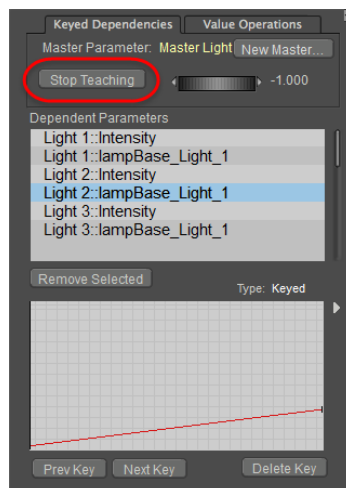 Keyed Dependencies Value Operations
Master Parameter: Master Light New Master...
Stop Teaching -1.000
Dependent Parameters
Light 1::Intensity
Light 1::lampBase_Light_1
Light 2::Intensity
Light 2::lampBase_Light_1
Light 3::Intensity
Light 3::lampBase_Light_1
Remove Selected
Type: Keyed
Prev Key Next Key Delete Key